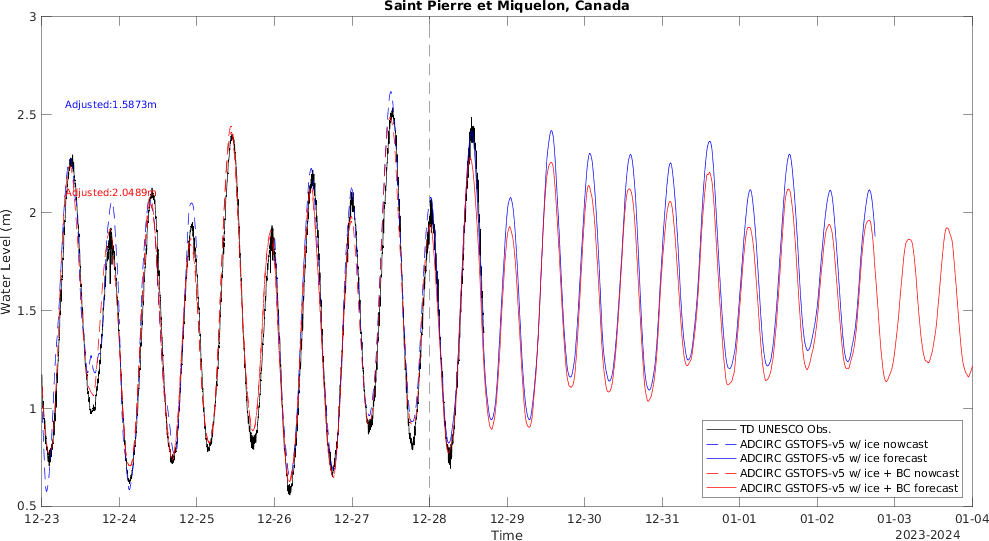 Saint Pierre et Miquelon, Canada
Water Level (m)
3
2.5
2
1.5
1
0.5
Adjusted:1.5873m
Adjusted:2.0489m
TD UNESCO Obs.
ADCIRC GSTOFS-v5 w/ ice nowcast
ADCIRC GSTOFS-v5 w/ ice forecast
ADCIRC GSTOFS-v5 w/ ice + BC nowcast
ADCIRC GSTOFS-v5 w/ ice + BC forecast
12-23 12-24 12-25 12-26 12-27 12-28 12-29 12-30 12-31 01-01 01-02 01-03 01-04
Time
2023-2024